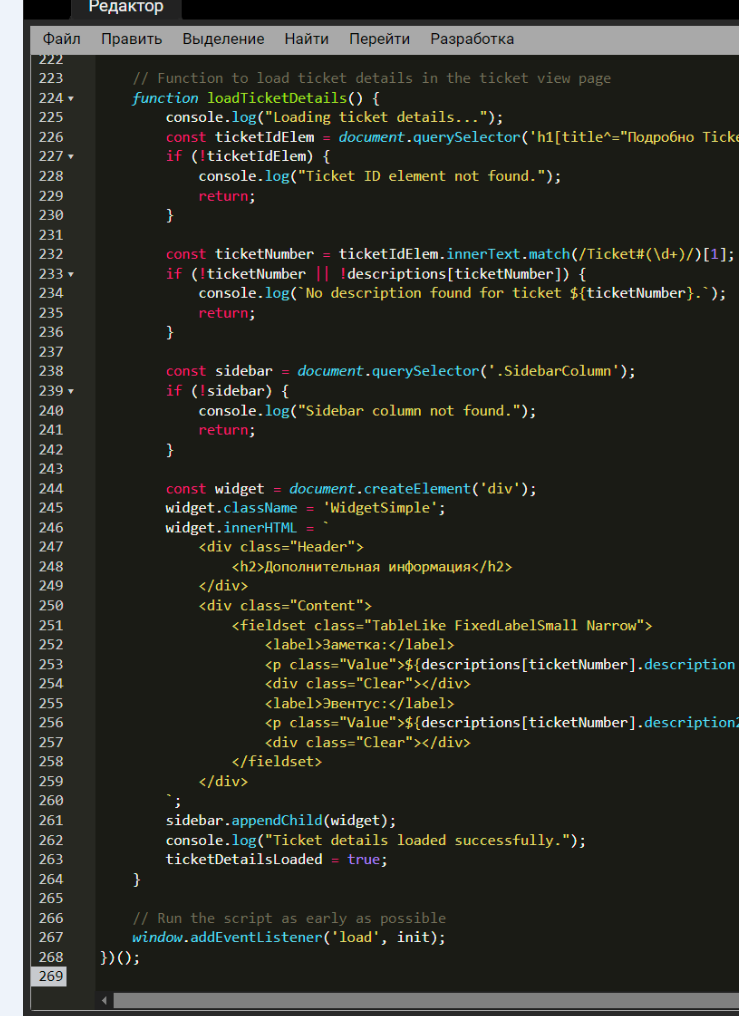 Редактор
Файл Править Выделение Найти Перейти Разработка
222
223 // Function to load ticket details in the ticket view page
224 function loadTicketDetails() {
225 console.log("Loading ticket details...");
226 const ticketIdElem = document.querySelector('h1[title^="Подробно Ticke
227 if (!ticketIdElem) {
228 console.log("Ticket ID element not found.");
229 return;
230 }
231
232 const ticketNumber = ticketIdElem.innerText.match(/Ticket#(\d+)/)[1];
233 if (!ticketNumber || !descriptions[ticketNumber]) {
234 console.log(`No description found for ticket ${ticketNumber}.`);
235 return;
236 }
237
238 const sidebar = document.querySelector('.SidebarColumn');
239 if (!sidebar) {
240 console.log("Sidebar column not found.");
241 return;
242 }
243
244 const widget = document.createElement('div');
245 widget.className = 'WidgetSimple';
246 widget.innerHTML = `
247 <div class="Header">
248 <h2>Дополнительная информация</h2>
249 </div>
250 <div class="Content">
251 <fieldset class="TableLike FixedLabelSmall Narrow">
252 <label>Заметка:</label>
253 <p class="Value">${descriptions[ticketNumber].description
254 <div class="Clear"></div>
255 <label>Эвентус:</label>
256 <p class="Value">${descriptions[ticketNumber].description2
257 <div class="Clear"></div>
258 </fieldset>
259 </div>
260 `;
261 sidebar.appendChild(widget);
262 console.log("Ticket details loaded successfully.");
263 ticketDetailsLoaded = true;
264 }
265
266 // Run the script as early as possible
267 window.addEventListener('load', init);
268 })();
269